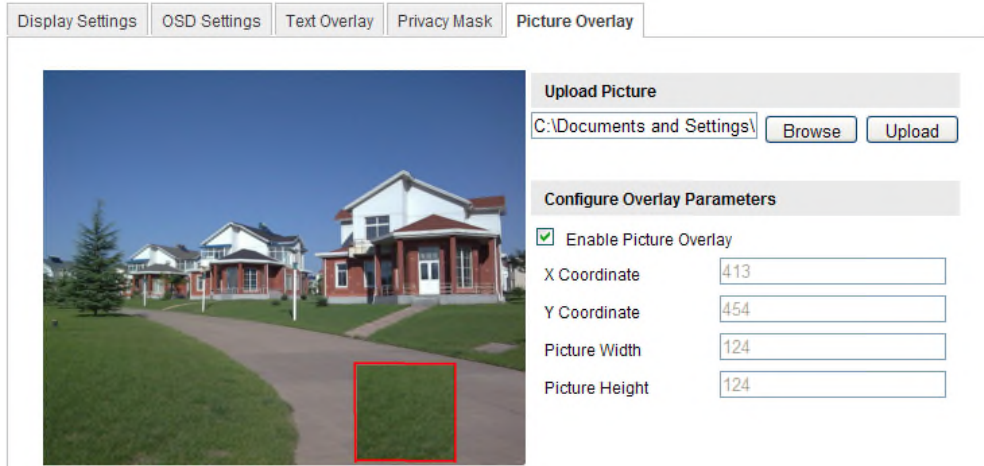 Display Settings
OSD Settings
Text Overlay
Privacy Mask
Picture Overlay
Upload Picture
C:\Documents and Settings\
Browse
Upload
Configure Overlay Parameters
Enable Picture Overlay
X Coordinate
413
Y Coordinate
454
Picture Width
124
Picture Height
124